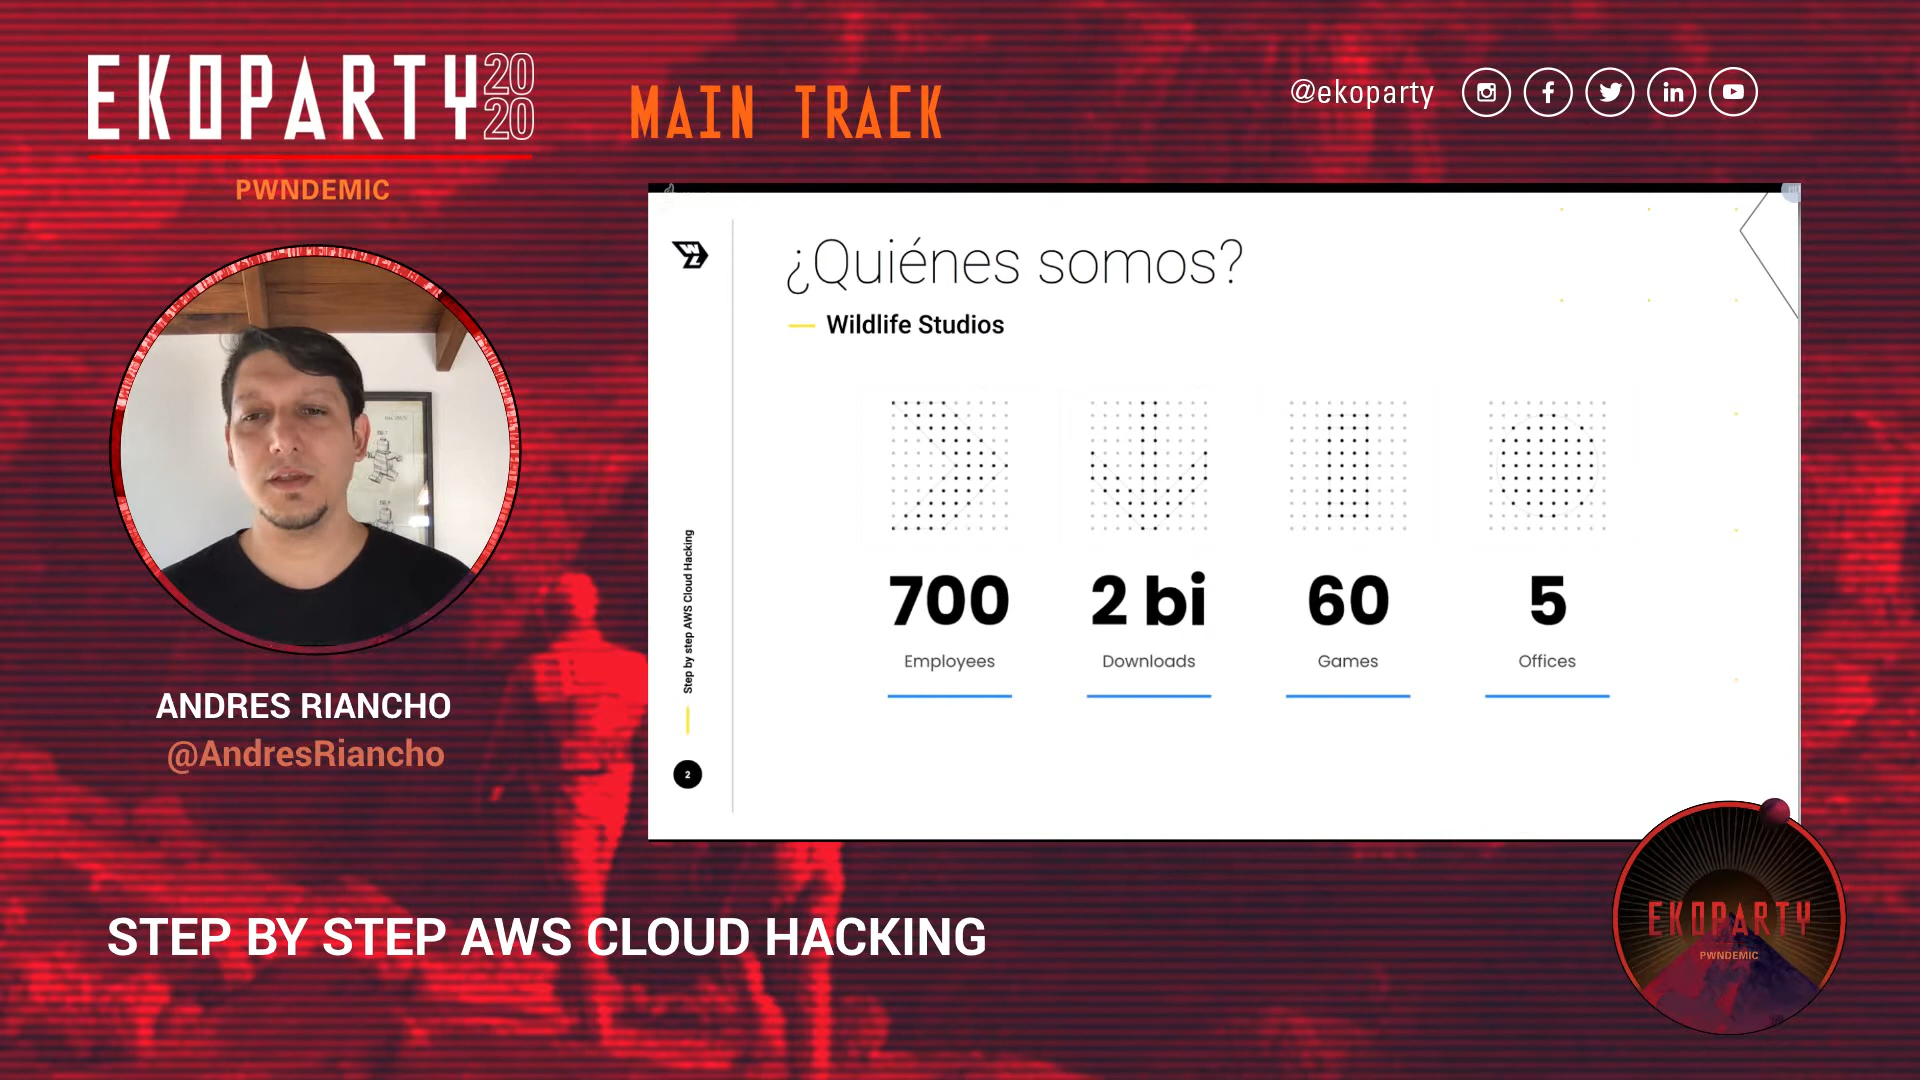 EKOPARTY 2020
PWNDEMIC
MAIN TRACK
@ekoparty
¿Quiénes somos?
Wildlife Studios
700
Employees
2 bi
Downloads
60
Games
5
Offices
Step by step AWS Cloud Hacking
2
ANDRES RIANCHO
@AndresRiancho
STEP BY STEP AWS CLOUD HACKING
EKOPARTY
PWNDEMIC